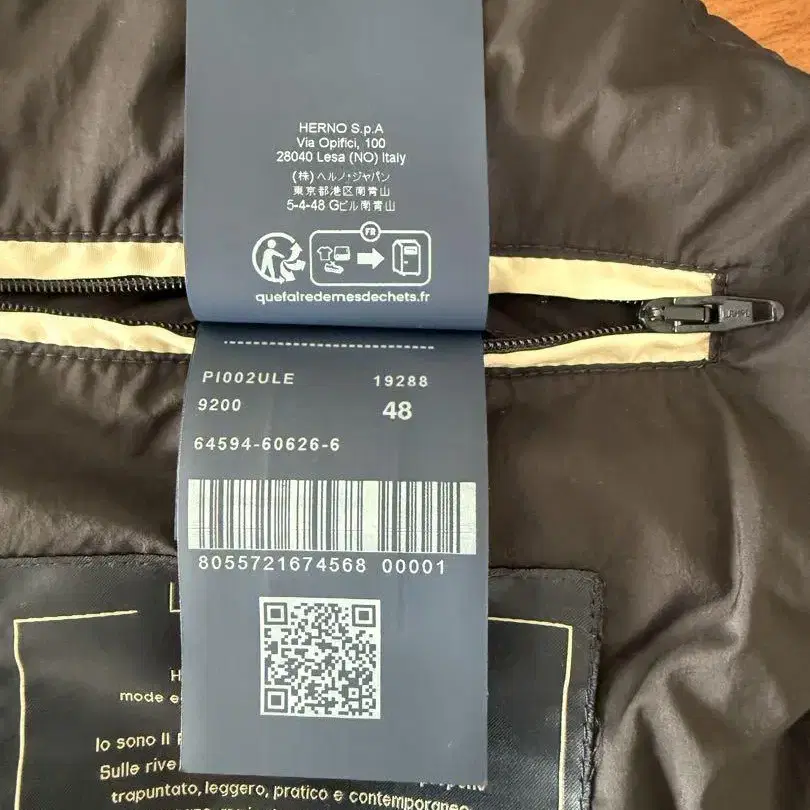 HERNO S.p.A
Via Opifici, 100
28040 Lesa (NO) Italy
(株)ヘルノ・ジャパン
東京都港区南青山
5-4-48 Gビル南青山
FR
quefairedemesdechets.fr
PI002ULE 19288
9200 48
64594-60626-6
8055721674568 00001
mode e
Io sono Il
Sulle rive
trapuntato, leggero, pratico e contemporaneo